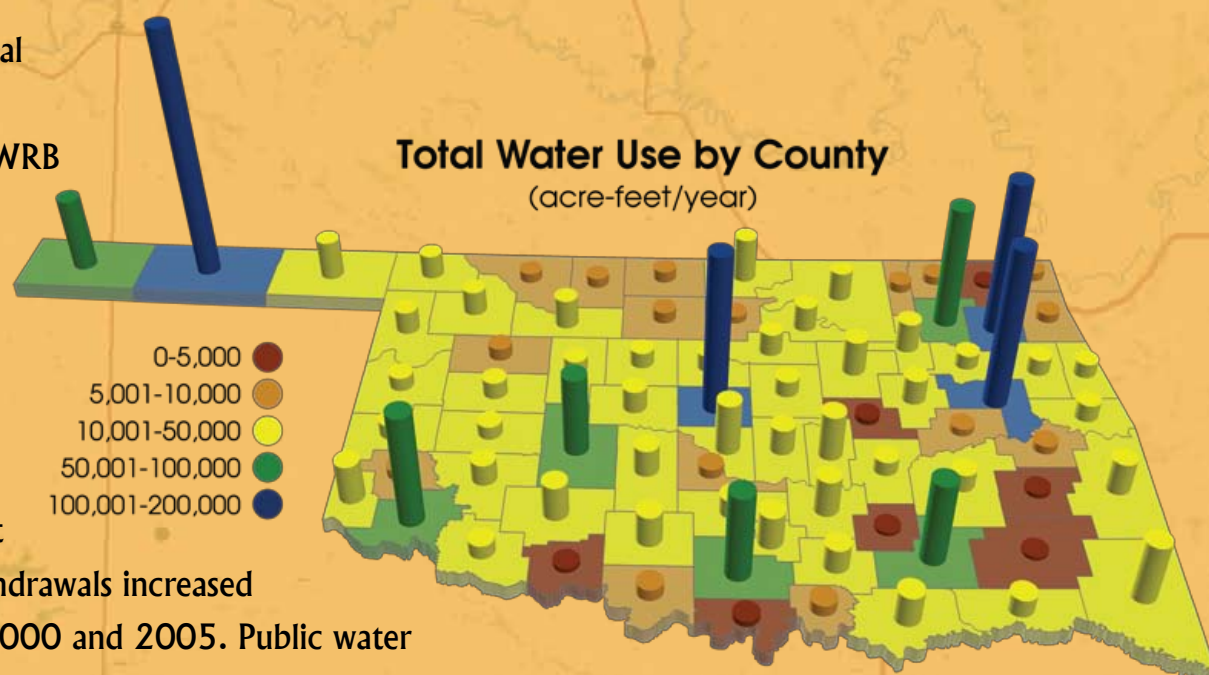 al
WRB
Total Water Use by County
(acre-feet/year)
0-5,000
5,001-10,000
10,001-50,000
50,001-100,000
100,001-200,000
ndrawals increased
000 and 2005. Public water